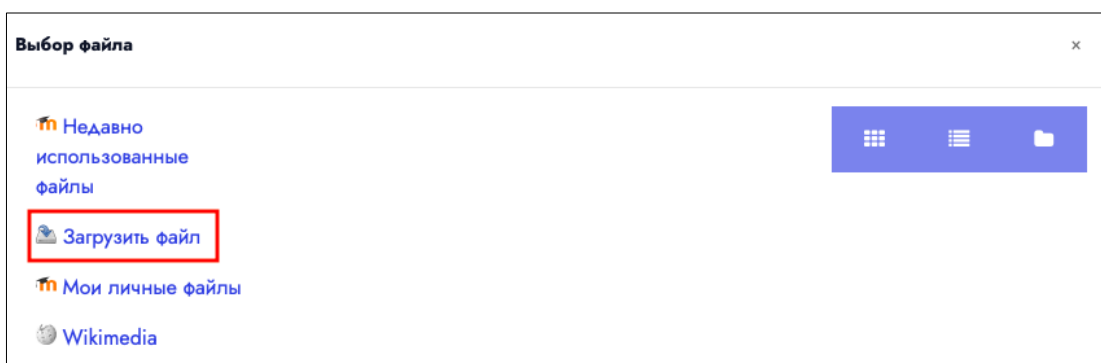 Выбор файла
×
Недавно
использованные
файлы
Загрузить файл
Мои личные файлы
Wikimedia